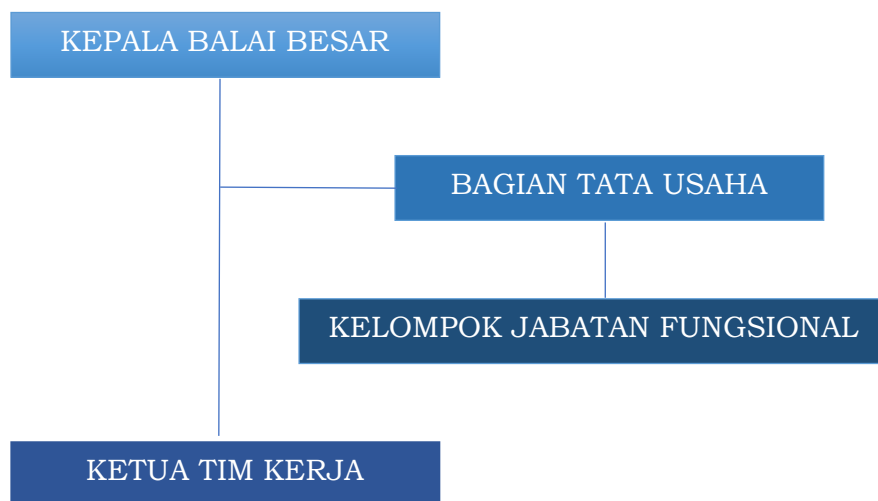 KEPALA BALAI BESAR
BAGIAN TATA USAHA
KELOMPOK JABATAN FUNGSIONAL
KETUA TIM KERJA